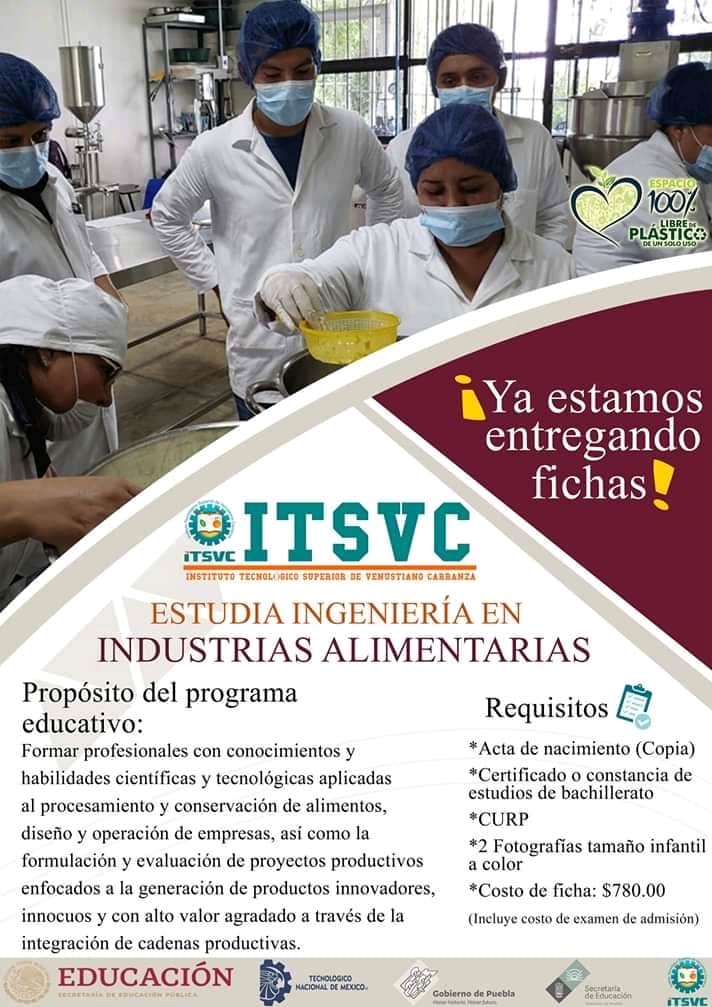 ESPACIO
100%
LIBRE DE
PLÁSTICO
DE UN SOLO USO
¡Ya estamos
entregando
fichas!
iTSVC
ITSVC
INSTITUTO TECNOLÓGICO SUPERIOR DE VENUSTIANO CARRANZA
ESTUDIA INGENIERÍA EN
INDUSTRIAS ALIMENTARIAS
Propósito del programa
educativo:
Formar profesionales con conocimientos y
habilidades científicas y tecnológicas aplicadas
al procesamiento y conservación de alimentos,
diseño y operación de empresas, así como la
formulación y evaluación de proyectos productivos
enfocados a la generación de productos innovadores,
innocuos y con alto valor agradado a través de la
integración de cadenas productivas.
Requisitos
*Acta de nacimiento (Copia)
*Certificado o constancia de
estudios de bachillerato
*CURP
*2 Fotografías tamaño infantil
a color
*Costo de ficha: $780.00
(Incluye costo de examen de admisión)
EDUCACIÓN
SECRETARÍA DE EDUCACIÓN PÚBLICA
TECNOLÓGICO
NACIONAL DE MÉXICO
Gobierno de Puebla
Hacer historia. Hacer futuro.
Secretaría
de Educación
iTSVC